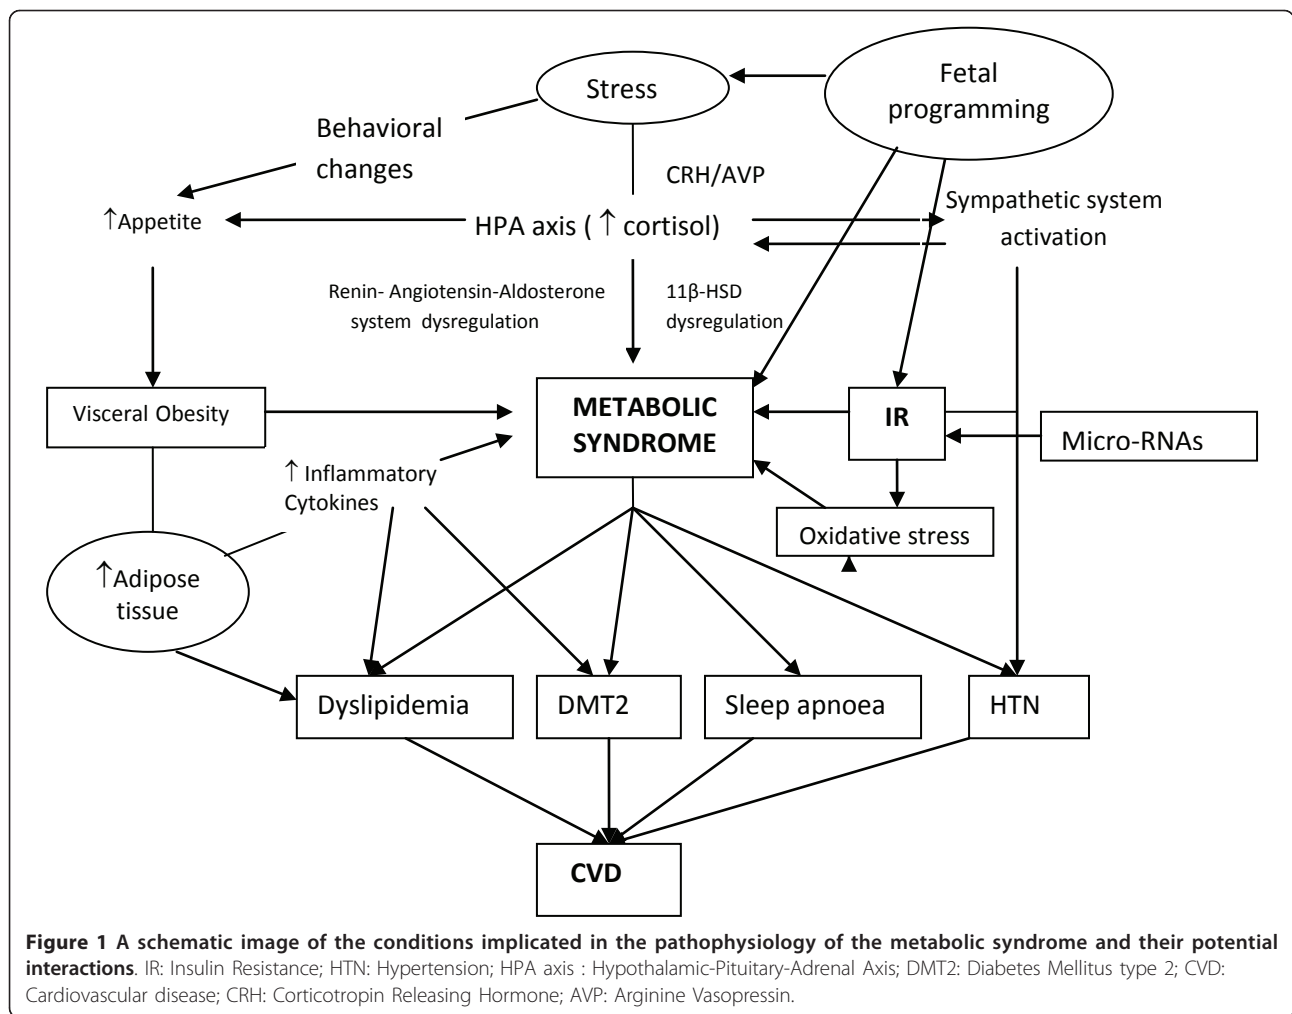 Stress
Fetal
programming
Behavioral
changes
CRH/AVP
↑Appetite
HPA axis ( ↑ cortisol)
Sympathetic system
activation
Renin- Angiotensin-Aldosterone
system dysregulation
11β-HSD
dysregulation
Visceral Obesity
METABOLIC
SYNDROME
IR
Micro-RNAs
↑ Inflammatory
Cytokines
Oxidative stress
↑Adipose
tissue
Dyslipidemia
DMT2
Sleep apnoea
HTN
CVD
Figure 1 A schematic image of the conditions implicated in the pathophysiology of the metabolic syndrome and their potential
interactions. IR: Insulin Resistance; HTN: Hypertension; HPA axis : Hypothalamic-Pituitary-Adrenal Axis; DMT2: Diabetes Mellitus type 2; CVD:
Cardiovascular disease; CRH: Corticotropin Releasing Hormone; AVP: Arginine Vasopressin.